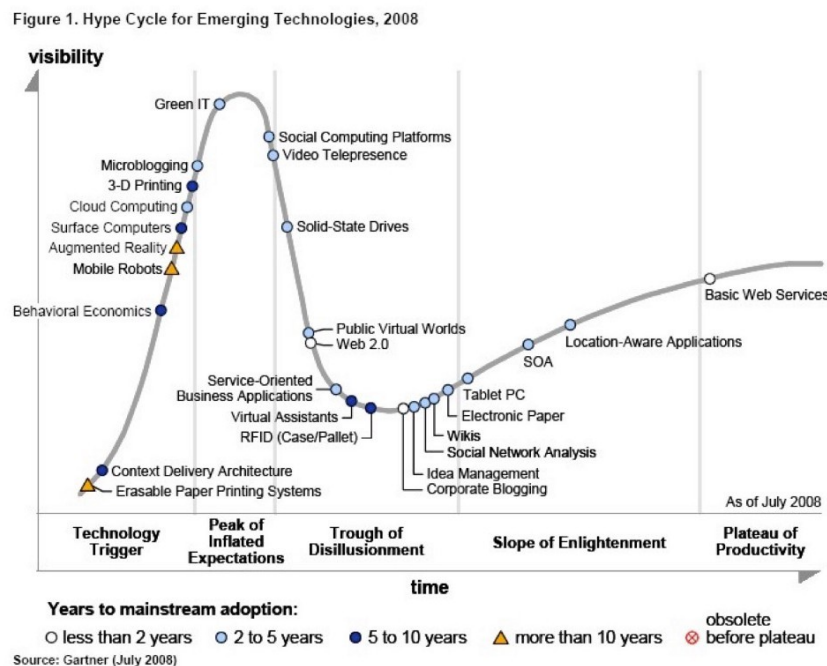 Figure 1. Hype Cycle for Emerging Technologies, 2008
visibility
Green IT
Social Computing Platforms
Video Telepresence
Microblogging
3-D Printing
Cloud Computing
Surface Computers
Augmented Reality
Mobile Robots
Behavioral Economics
Solid-State Drives
Basic Web Services
Public Virtual Worlds
Web 2.0
Location-Aware Applications
SOA
Service-Oriented
Business Applications
Tablet PC
Virtual Assistants
Electronic Paper
RFID (Case/Pallet)
Wikis
Social Network Analysis
Idea Management
Corporate Blogging
Context Delivery Architecture
Erasable Paper Printing Systems
As of July 2008
Technology
Trigger
Peak of
Inflated
Expectations
Trough of
Disillusionment
Slope of Enlightenment
Plateau of
Productivity
time
Years to mainstream adoption:
less than 2 years
2 to 5 years
5 to 10 years
more than 10 years
obsolete
before plateau
Source: Gartner (July 2008)